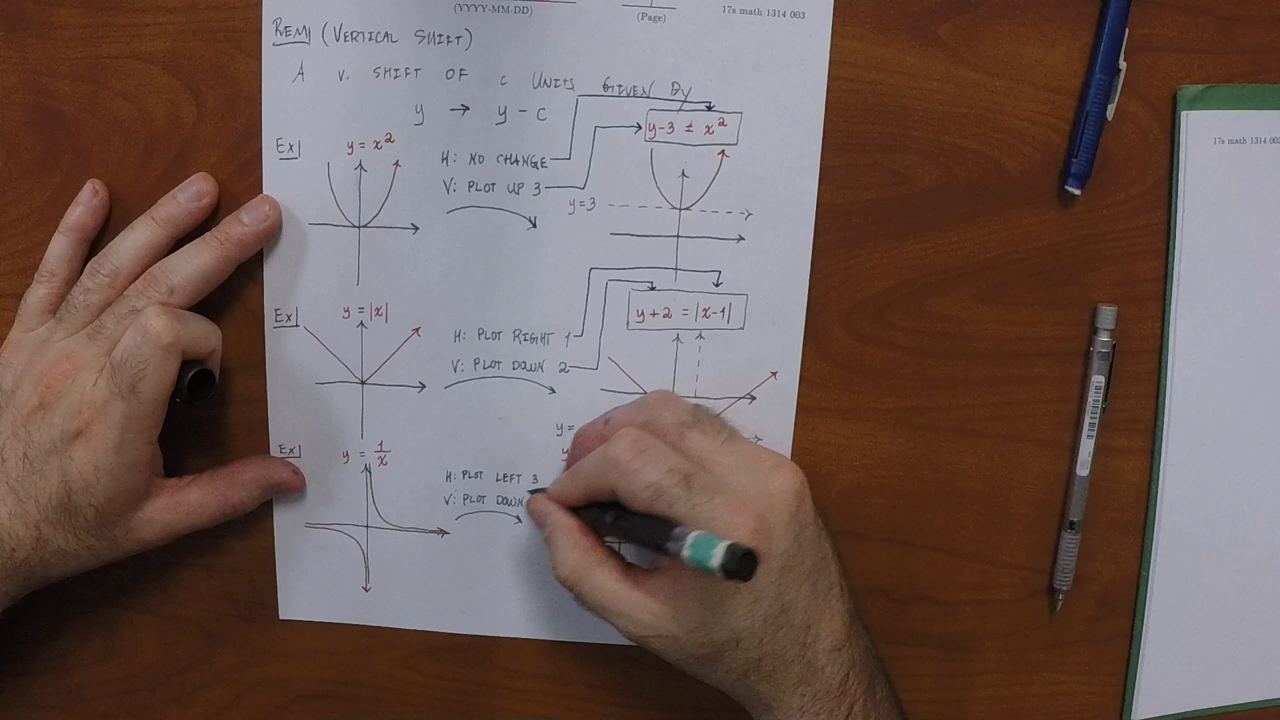 (YYYY-MM-DD)
(Page)
17s math 1314 003
REM (VERTICAL SHIFT)
A V. SHIFT OF C UNITS GIVEN BY
y → y - c
Ex
y = x²
H: NO CHANGE
V: PLOT UP 3
y-3 = x²
y=3
Ex
y = |x|
H: PLOT RIGHT 1
V: PLOT DOWN 2
y+2 = |x-1|
y =
Ex
y = 1/x
H: PLOT LEFT 3
V: PLOT DOWN
17s math 1314 003